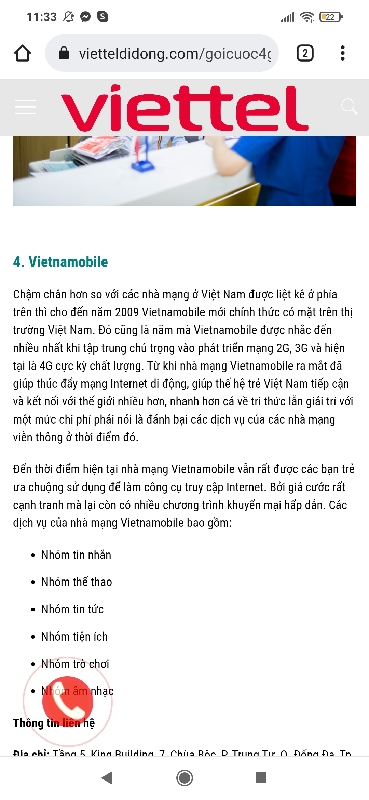 11:33
22
vietteldidong.com/goicuoc4g
2
viettel
4. Vietnamobile
Chậm chân hơn so với các nhà mạng ở Việt Nam được liệt kê ở phía
trên thì cho đến năm 2009 Vietnamobile mới chính thức có mặt trên thị
trường Việt Nam. Đó cũng là năm mà Vietnamobile được nhắc đến
nhiều nhất khi tập trung chú trọng vào phát triển mạng 2G, 3G và hiện
tại là 4G cực kỳ chất lượng. Từ khi nhà mạng Vietnamobile ra mắt đã
giúp thúc đẩy mạng Internet di động, giúp thế hệ trẻ Việt Nam tiếp cận
và kết nối với thế giới nhiều hơn, nhanh hơn cả về tri thức lẫn giải trí với
một mức chi phí phải nói là đánh bại các dịch vụ của các nhà mạng
viễn thông ở thời điểm đó.
Đến thời điểm hiện tại nhà mạng Vietnamobile vẫn rất được các bạn trẻ
ưa chuộng sử dụng để làm công cụ truy cập Internet. Bởi giá cước rất
cạnh tranh mà lại còn có nhiều chương trình khuyến mại hấp dẫn. Các
dịch vụ của nhà mạng Vietnamobile bao gồm:
Nhóm tin nhắn
Nhóm thể thao
Nhóm tin tức
Nhóm tiện ích
Nhóm trò chơi
Nhóm âm nhạc
Thông tin liên hệ
Địa chỉ: Tầng 5, King Building, 7, Chùa Bộc, P. Trung Tự, Q. Đống Đa, Tp